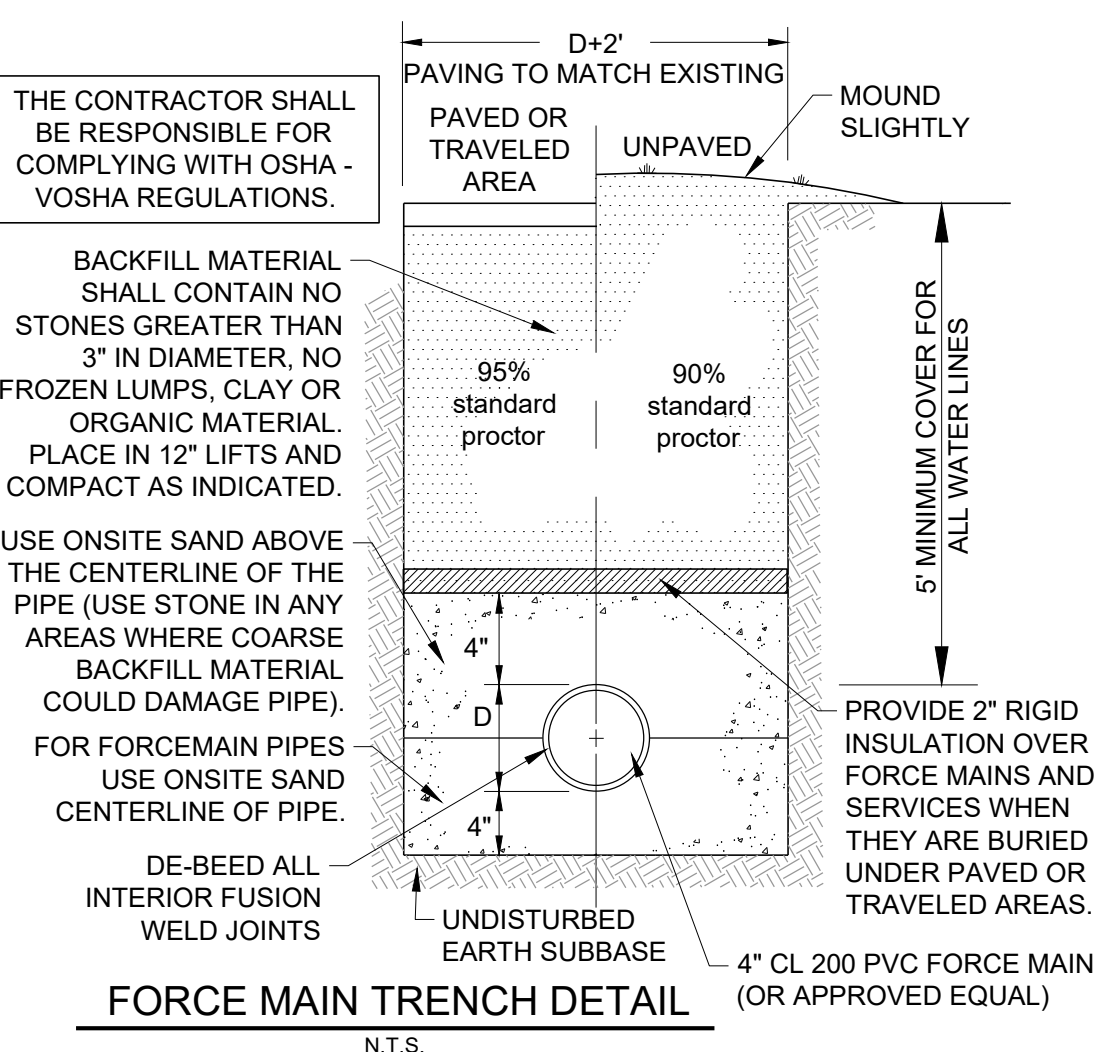 D+2'
PAVING TO MATCH EXISTING
THE CONTRACTOR SHALL
BE RESPONSIBLE FOR
COMPLYING WITH OSHA -
VOSHA REGULATIONS.
PAVED OR
TRAVELED
AREA
UNPAVED
MOUND
SLIGHTLY
BACKFILL MATERIAL
SHALL CONTAIN NO
STONES GREATER THAN
3" IN DIAMETER, NO
FROZEN LUMPS, CLAY OR
ORGANIC MATERIAL.
PLACE IN 12" LIFTS AND
COMPACT AS INDICATED.
95%
standard
proctor
90%
standard
proctor
5' MINIMUM COVER FOR
ALL WATER LINES
USE ONSITE SAND ABOVE
THE CENTERLINE OF THE
PIPE (USE STONE IN ANY
AREAS WHERE COARSE
BACKFILL MATERIAL
COULD DAMAGE PIPE).
4"
D
4"
FOR FORCEMAIN PIPES
USE ONSITE SAND
CENTERLINE OF PIPE.
PROVIDE 2" RIGID
INSULATION OVER
FORCE MAINS AND
SERVICES WHEN
THEY ARE BURIED
UNDER PAVED OR
TRAVELED AREAS.
DE-BEED ALL
INTERIOR FUSION
WELD JOINTS
UNDISTURBED
EARTH SUBBASE
4" CL 200 PVC FORCE MAIN
(OR APPROVED EQUAL)
FORCE MAIN TRENCH DETAIL
N.T.S.